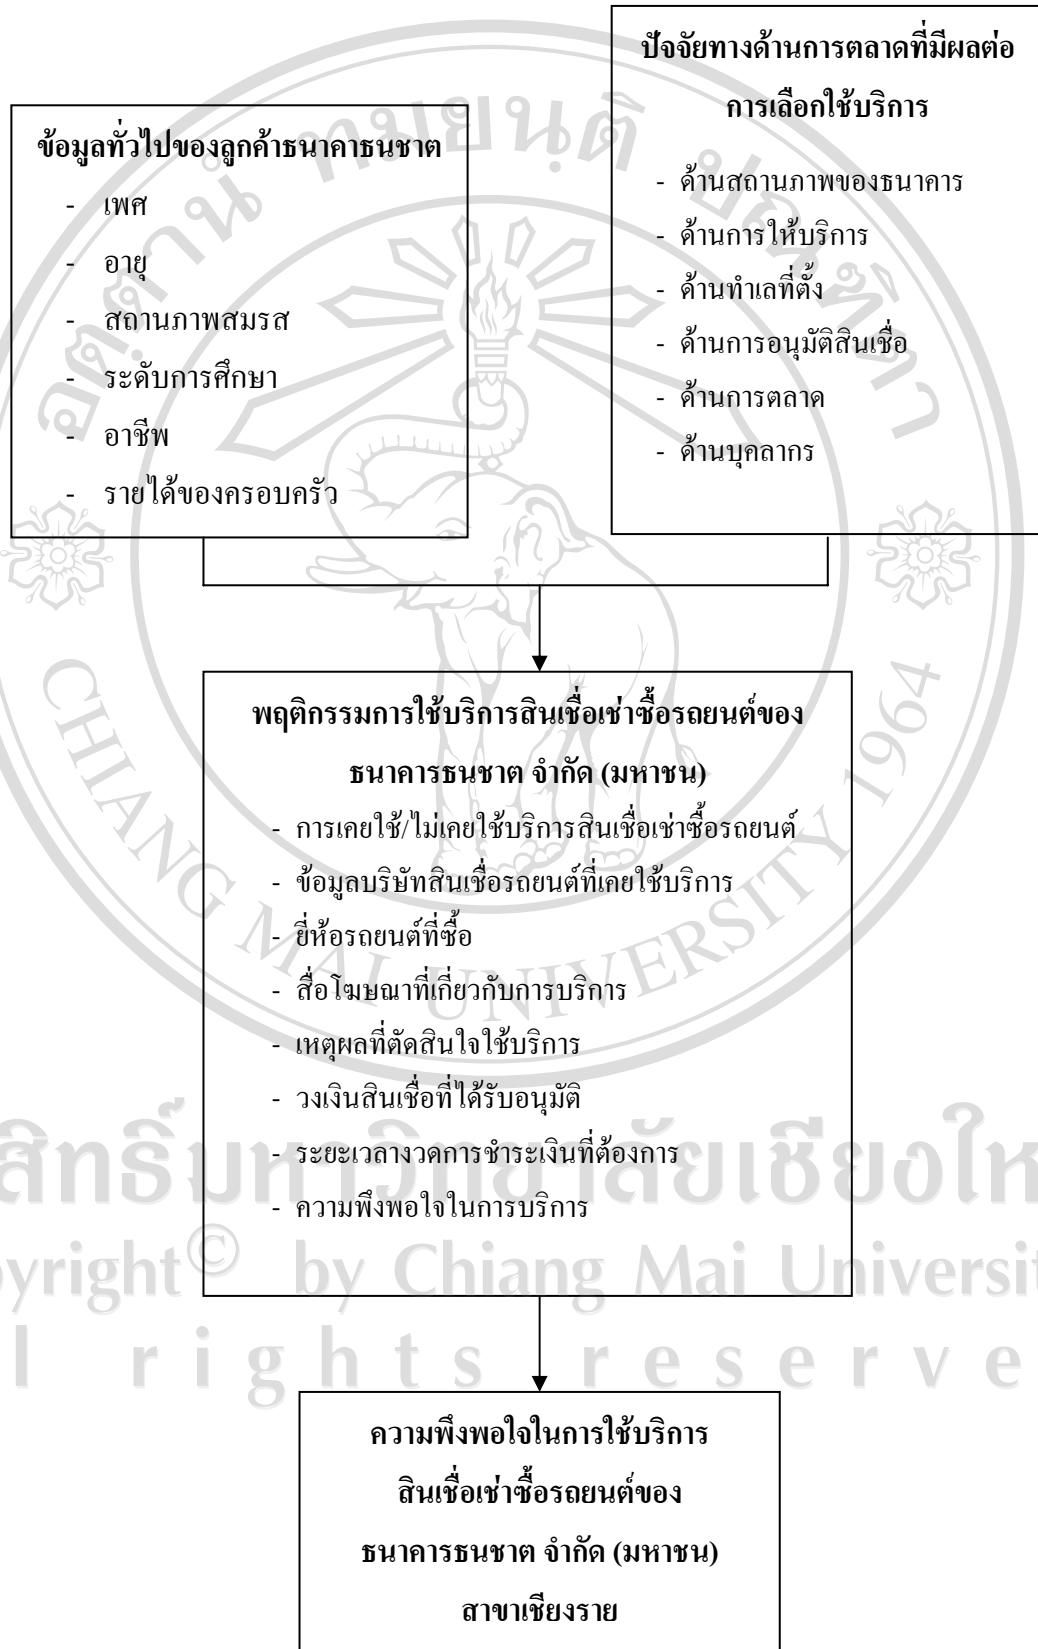 ข้อมูลทั่วไปของลูกค้าธนาคาธนชาต
- เพศ
- อายุ
- สถานภาพสมรส
- ระดับการศึกษา
- อาชีพ
- รายได้ของครอบครัว
ปัจจัยทางด้านการตลาดที่มีผลต่อ
การเลือกใช้บริการ
- ด้านสถานภาพของธนาคาร
- ด้านการให้บริการ
- ด้านทำเลที่ตั้ง
- ด้านการอนุมัติสินเชื่อ
- ด้านการตลาด
- ด้านบุคลากร
พฤติกรรมการใช้บริการสินเชื่อเช่าซื้อรถยนต์ของ
ธนาคารธนชาต จำกัด (มหาชน)
- การเคยใช้/ไม่เคยใช้บริการสินเชื่อเช่าซื้อรถยนต์
- ข้อมูลบริษัทสินเชื่อรถยนต์ที่เคยใช้บริการ
- ยี่ห้อรถยนต์ที่ซื้อ
- สื่อโฆษณาที่เกี่ยวกับการบริการ
- เหตุผลที่ตัดสินใจใช้บริการ
- วงเงินสินเชื่อที่ได้รับอนุมัติ
- ระยะเวลางวดการชำระเงินที่ต้องการ
- ความพึงพอใจในการบริการ
ความพึงพอใจในการใช้บริการ
สินเชื่อเช่าซื้อรถยนต์ของ
ธนาคารธนชาต จำกัด (มหาชน)
สาขาเชียงราย
CHIANG MAI UNIVERSITY 1964
สิทธิ์มหาวิทยาลัยเชียงให
yright© by Chiang Mai Universit
l rights reserve